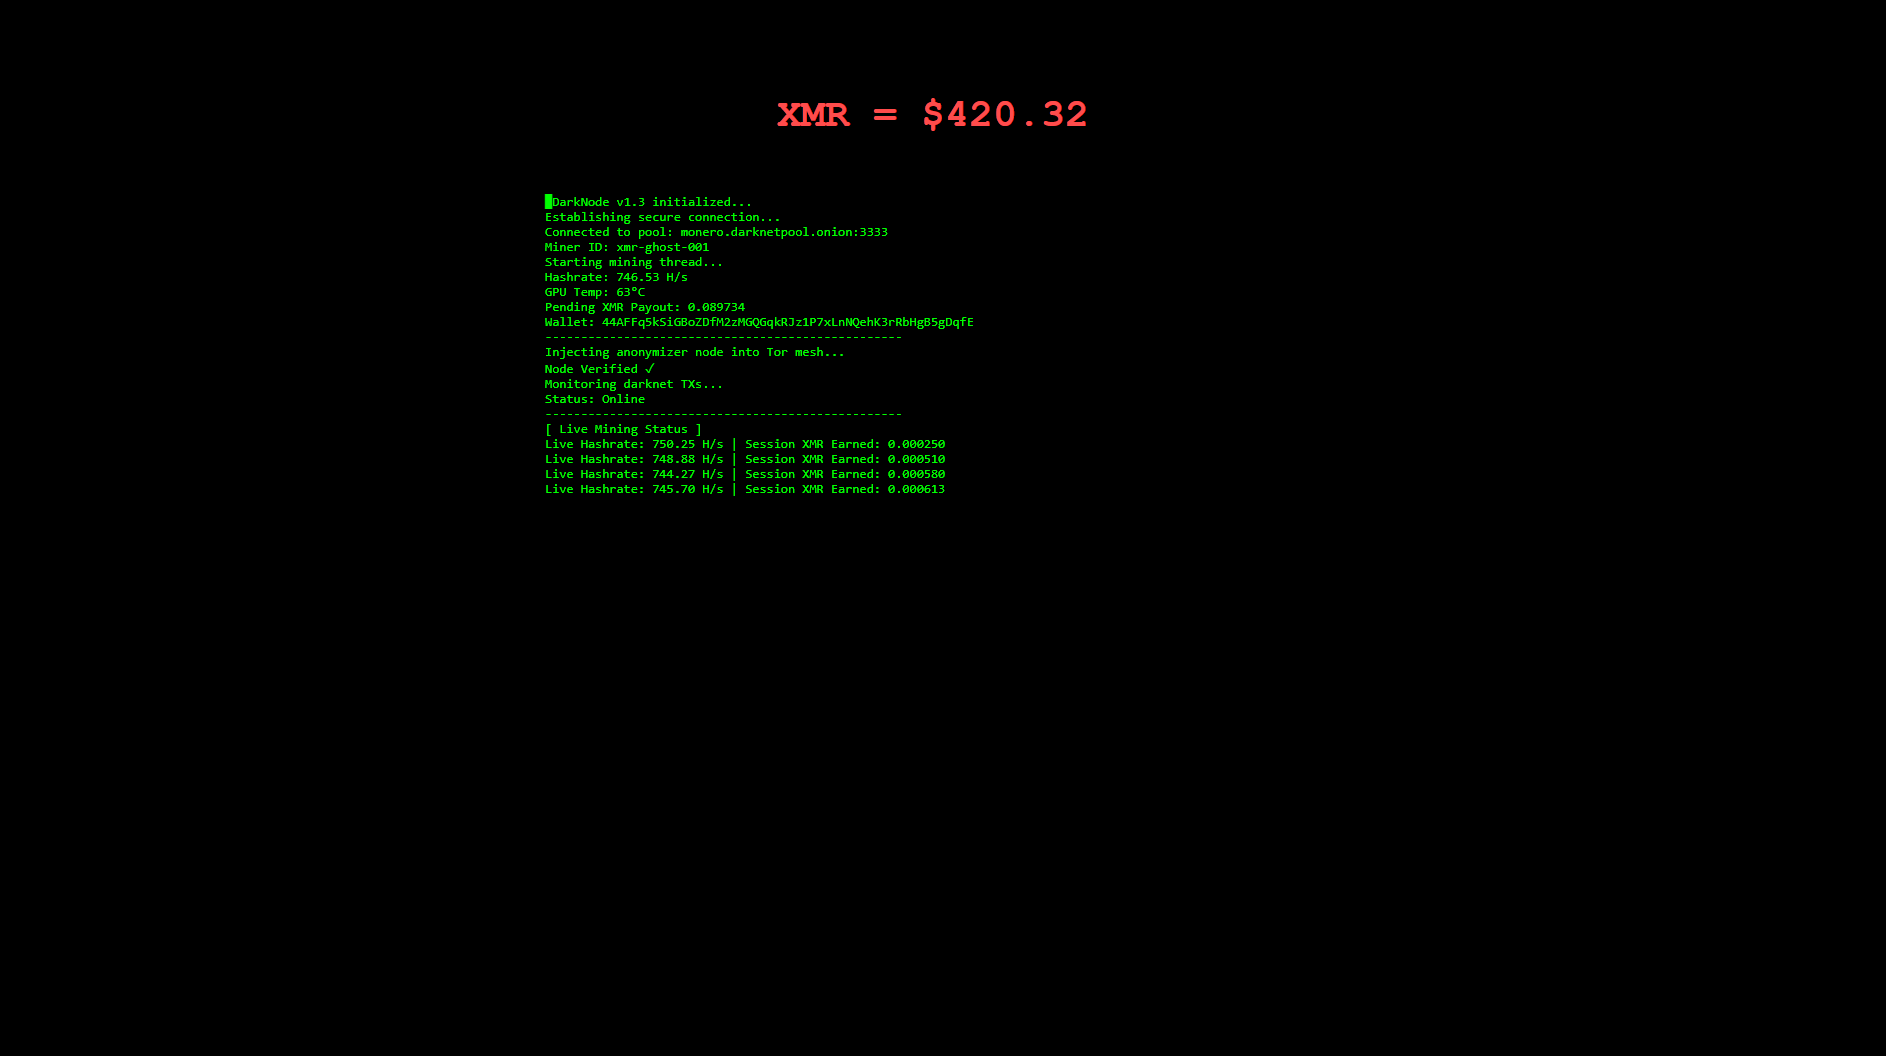 XMR = $420.32
DarkNode v1.3 initialized...
Establishing secure connection...
Connected to pool: monero.darknetpool.onion:3333
Miner ID: xmr-ghost-001
Starting mining thread...
Hashrate: 746.53 H/s
GPU Temp: 63°C
Pending XMR Payout: 0.089734
Wallet: 44AFFq5kSiGBoZDfM2zMGQGqkRJz1P7xLnNQehK3rRbHgB5gDqfE
--------------------------------------------------
Injecting anonymizer node into Tor mesh...
Node Verified ✓
Monitoring darknet TXs...
Status: Online
--------------------------------------------------
[ Live Mining Status ]
Live Hashrate: 750.25 H/s | Session XMR Earned: 0.000250
Live Hashrate: 748.88 H/s | Session XMR Earned: 0.000510
Live Hashrate: 744.27 H/s | Session XMR Earned: 0.000580
Live Hashrate: 745.70 H/s | Session XMR Earned: 0.000613